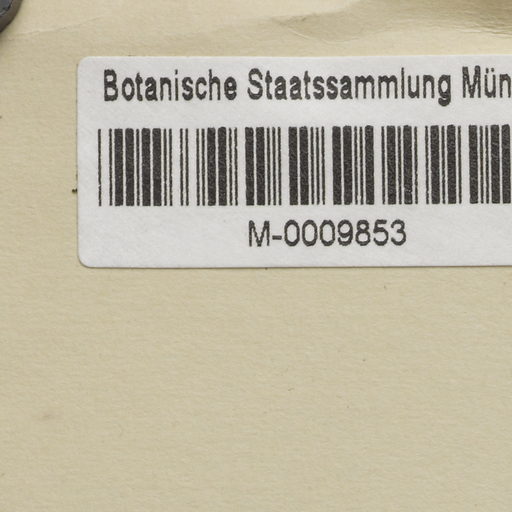 Botanische Staatssammlung Mün
M-0009853